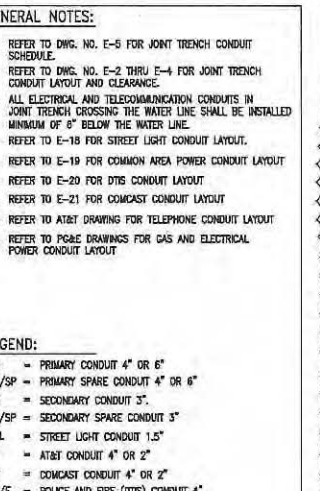 NERAL NOTES:
REFER TO DWG. NO. E-5 FOR JOINT TRENCH CONDUIT
SCHEDULE.
REFER TO DWG. NO. E-2 THRU E-4 FOR JOINT TRENCH
CONDUIT LAYOUT AND CLEARANCE.
ALL ELECTRICAL AND TELECOMMUNICATION CONDUITS IN
JOINT TRENCH CROSSING THE WATER LINE SHALL BE INSTALLED
MINIMUM OF 6" BELOW THE WATER LINE.
REFER TO E-18 FOR STREET LIGHT CONDUIT LAYOUT.
REFER TO E-19 FOR COMMON AREA POWER CONDUIT LAYOUT
REFER TO E-20 FOR DTIS CONDUIT LAYOUT
REFER TO E-21 FOR COMCAST CONDUIT LAYOUT
REFER TO AT&T DRAWING FOR TELEPHONE CONDUIT LAYOUT
REFER TO PG&E DRAWINGS FOR GAS AND ELECTRICAL
POWER CONDUIT LAYOUT
GEND:
= PRIMARY CONDUIT 4" OR 6"
/SP = PRIMARY SPARE CONDUIT 4" OR 6"
= SECONDARY CONDUIT 3".
/SP = SECONDARY SPARE CONDUIT 3"
L = STREET LIGHT CONDUIT 1.5"
= AT&T CONDUIT 4" OR 2"
= COMCAST CONDUIT 4" OR 2"
/F = POLICE AND FIRE (DTIS) CONDUIT 4"